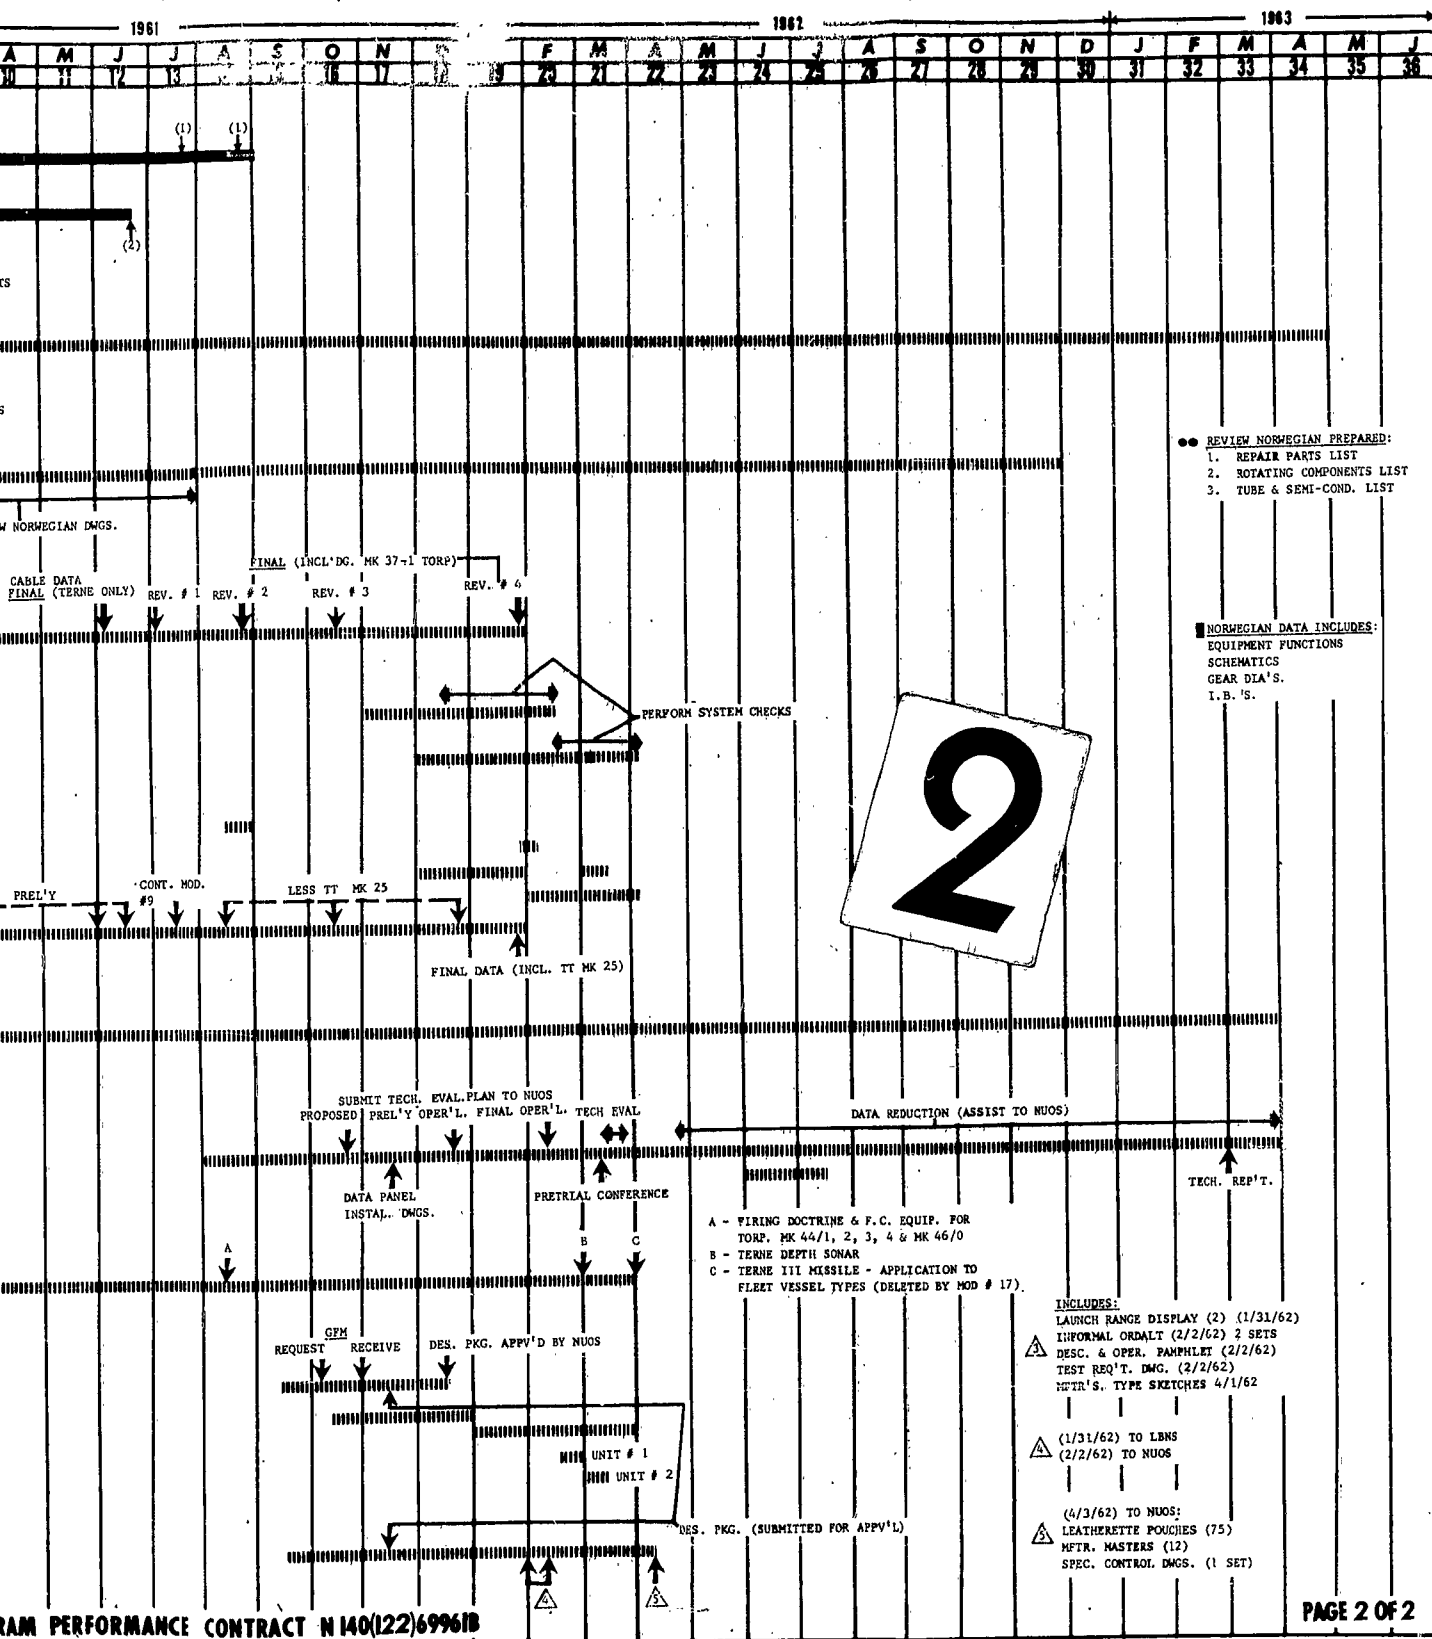 1961
1962
1963
A M J J A S O N D F M A M J J A S O N D J F M A M J
10 11 12 13 16 17 18 19 20 21 22 23 24 25 26 27 28 29 30 31 32 33 34 35 36
(1) (1)
(2)
TS
S
●● REVIEW NORWEGIAN PREPARED:
1. REPAIR PARTS LIST
2. ROTATING COMPONENTS LIST
3. TUBE & SEMI-COND. LIST
W NORWEGIAN DWGS.
FINAL (INCL'DG. MK 37-1 TORP)
CABLE DATA
FINAL (TERNE ONLY) REV. # 1 REV. # 2 REV. # 3 REV. # 4
NORWEGIAN DATA INCLUDES:
EQUIPMENT FUNCTIONS
SCHEMATICS
GEAR DIA'S.
I.B.'S.
PERFORM SYSTEM CHECKS
2
PREL'Y
CONT. MOD.
#9
LESS TT MK 25
FINAL DATA (INCL. TT MK 25)
SUBMIT TECH. EVAL.PLAN TO NUOS
PROPOSED PREL'Y OPER'L. FINAL OPER'L. TECH EVAL
DATA REDUCTION (ASSIST TO NUOS)
DATA PANEL
INSTAL. DWGS.
PRETRIAL CONFERENCE
TECH. REP'T.
A - FIRING DOCTRINE & F.C. EQUIP. FOR
TORP. MK 44/1, 2, 3, 4 & MK 46/0
B - TERNE DEPTH SONAR
C - TERNE III MISSILE - APPLICATION TO
FLEET VESSEL TYPES (DELETED BY MOD # 17)
A B C
GFM
REQUEST RECEIVE DES. PKG. APPV'D BY NUOS
INCLUDES:
LAUNCH RANGE DISPLAY (2) (1/31/62)
INFORMAL ORDALT (2/2/62) 2 SETS
3 DESC. & OPER. PAMPHLET (2/2/62)
TEST REQ'T. DWG. (2/2/62)
MFTR'S. TYPE SKETCHES 4/1/62
UNIT # 1
UNIT # 2
4 (1/31/62) TO LBNS
(2/2/62) TO NUOS
DES. PKG. (SUBMITTED FOR APPV'L)
(4/3/62) TO NUOS:
5 LEATHERETTE POUCHES (75)
MFTR. MASTERS (12)
SPEC. CONTROL DWGS. (1 SET)
4 5
RAM PERFORMANCE CONTRACT N 140(122)69961B
PAGE 2 OF 2